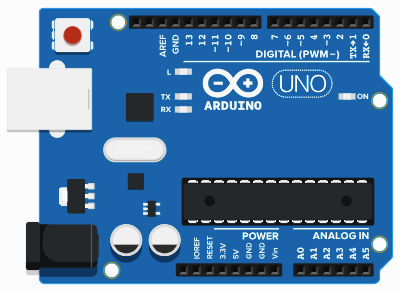 AREF
GND
13
12
~11
~10
~9
8
7
~6
~5
4
~3
2
TX→1
RX←0
DIGITAL (PWM~)
L
TX
RX
ARDUINO
UNO
ON
POWER
ANALOG IN
IOREF
RESET
3.3V
5V
GND
GND
Vin
A0
A1
A2
A3
A4
A5